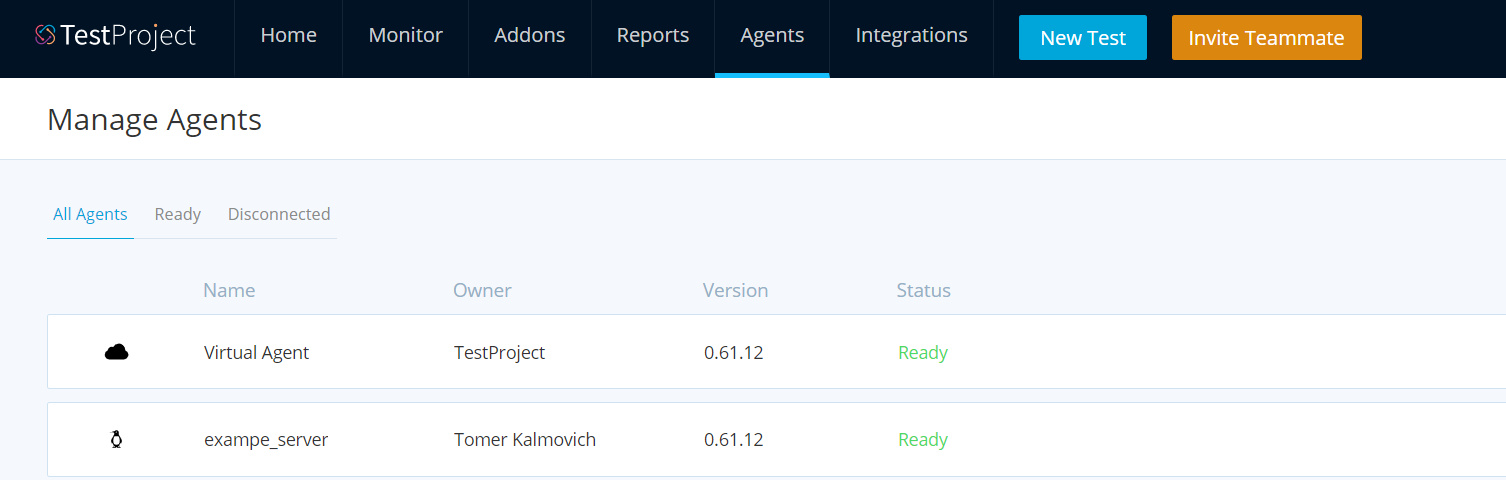 TestProject Home Monitor Addons Reports Agents Integrations New Test Invite Teammate
Manage Agents
All Agents Ready Disconnected
Name Owner Version Status
Virtual Agent TestProject 0.61.12 Ready
exampe_server Tomer Kalmovich 0.61.12 Ready